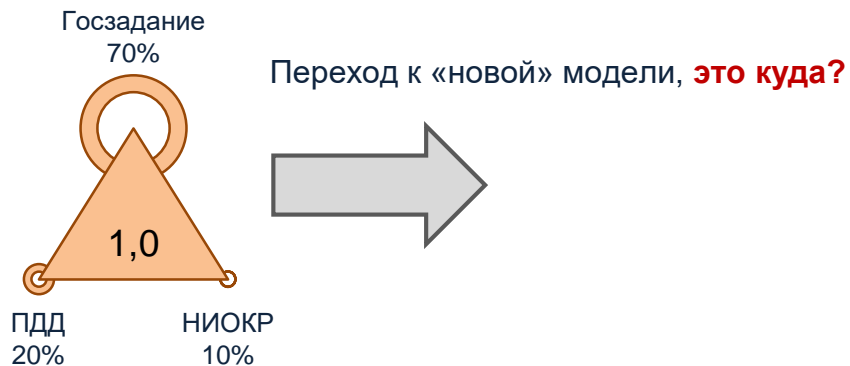 Госзадание
70%
Переход к «новой» модели, это куда?
1,0
ПДД
20%
НИОКР
10%